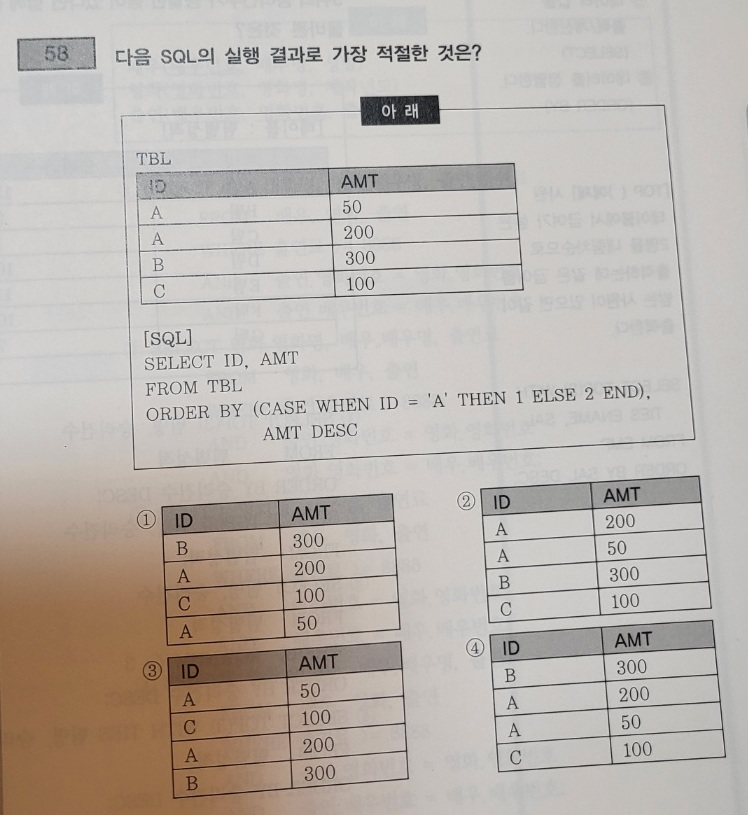 58 다음 SQL의 실행 결과로 가장 적절한 것은?
아 래
TBL
ID AMT
A 50
A 200
B 300
C 100
[SQL]
SELECT ID, AMT
FROM TBL
ORDER BY (CASE WHEN ID = 'A' THEN 1 ELSE 2 END),
AMT DESC
①
ID AMT
B 300
A 200
C 100
A 50
②
ID AMT
A 200
A 50
B 300
C 100
③
ID AMT
A 50
C 100
A 200
B 300
④
ID AMT
B 300
A 200
A 50
C 100